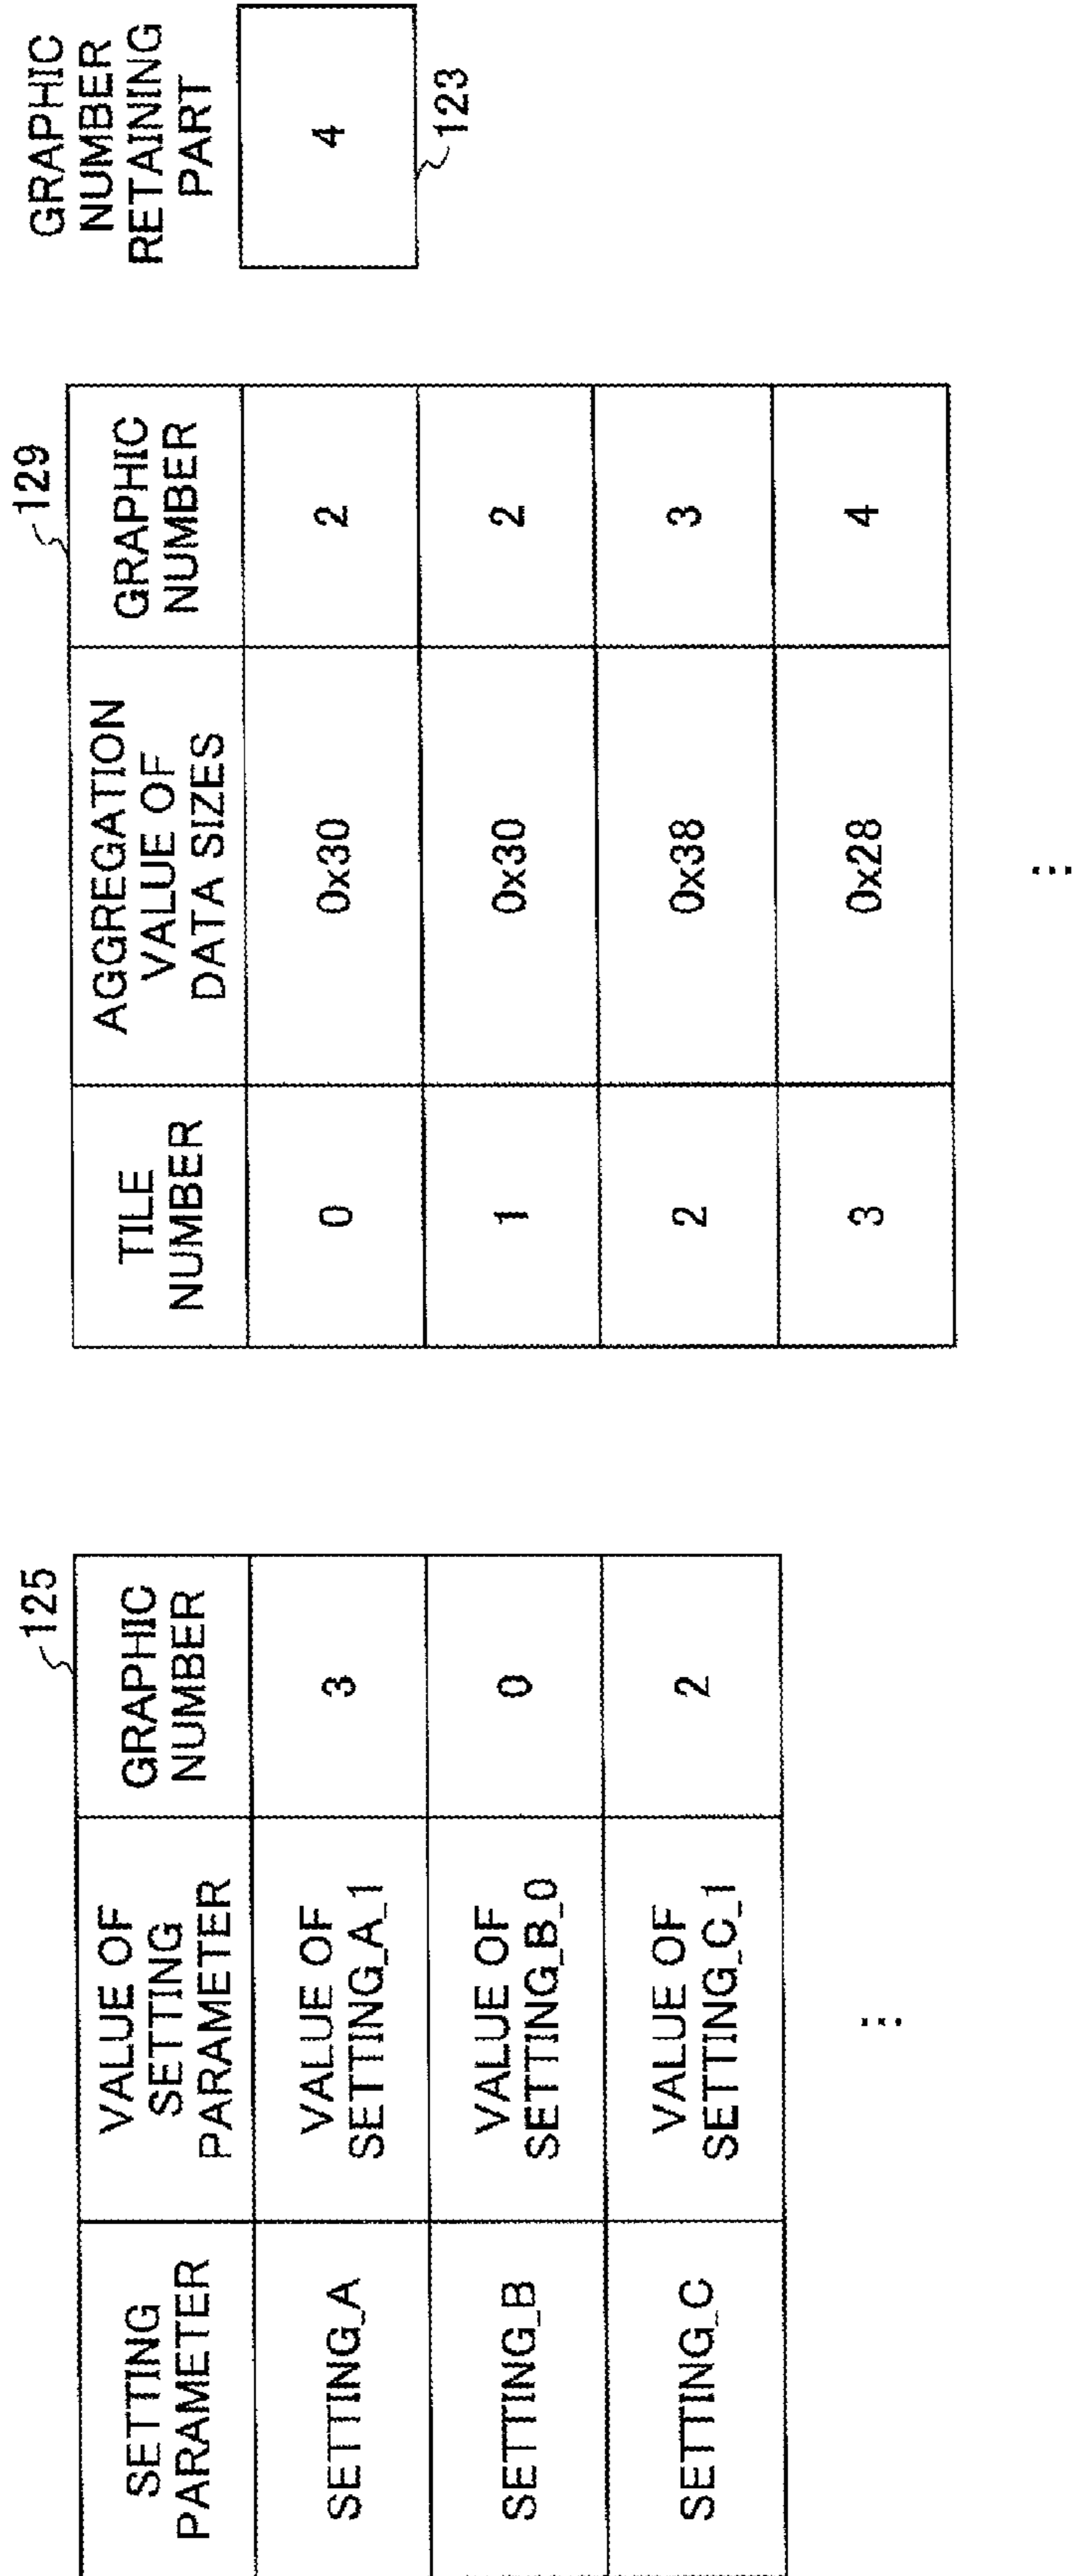 125
SETTING
PARAMETER
VALUE OF
SETTING
PARAMETER
GRAPHIC
NUMBER
SETTING_A
VALUE OF
SETTING_A_1
3
SETTING_B
VALUE OF
SETTING_B_0
0
SETTING_C
VALUE OF
SETTING_C_1
2
⋮
129
TILE
NUMBER
AGGREGATION
VALUE OF
DATA SIZES
GRAPHIC
NUMBER
0
0x30
2
1
0x30
2
2
0x38
3
3
0x28
4
⋮
GRAPHIC
NUMBER
RETAINING
PART
4
123